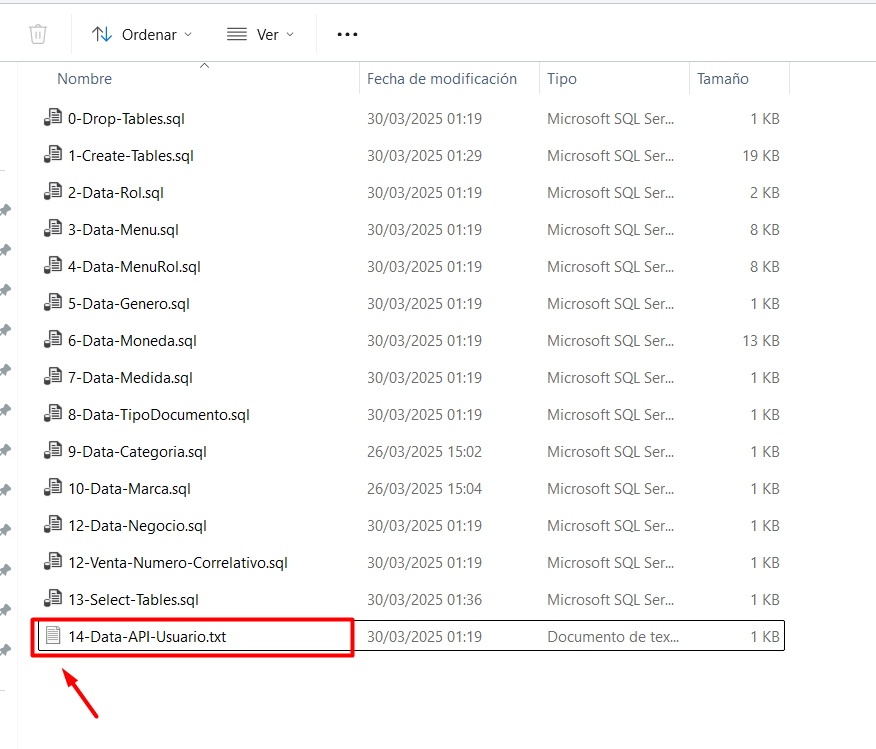 Ordenar Ver
Nombre Fecha de modificación Tipo Tamaño
0-Drop-Tables.sql 30/03/2025 01:19 Microsoft SQL Ser... 1 KB
1-Create-Tables.sql 30/03/2025 01:29 Microsoft SQL Ser... 19 KB
2-Data-Rol.sql 30/03/2025 01:19 Microsoft SQL Ser... 2 KB
3-Data-Menu.sql 30/03/2025 01:19 Microsoft SQL Ser... 8 KB
4-Data-MenuRol.sql 30/03/2025 01:19 Microsoft SQL Ser... 8 KB
5-Data-Genero.sql 30/03/2025 01:19 Microsoft SQL Ser... 1 KB
6-Data-Moneda.sql 30/03/2025 01:19 Microsoft SQL Ser... 13 KB
7-Data-Medida.sql 30/03/2025 01:19 Microsoft SQL Ser... 1 KB
8-Data-TipoDocumento.sql 30/03/2025 01:19 Microsoft SQL Ser... 1 KB
9-Data-Categoria.sql 26/03/2025 15:02 Microsoft SQL Ser... 1 KB
10-Data-Marca.sql 26/03/2025 15:04 Microsoft SQL Ser... 1 KB
12-Data-Negocio.sql 30/03/2025 01:19 Microsoft SQL Ser... 1 KB
12-Venta-Numero-Correlativo.sql 30/03/2025 01:19 Microsoft SQL Ser... 1 KB
13-Select-Tables.sql 30/03/2025 01:36 Microsoft SQL Ser... 1 KB
14-Data-API-Usuario.txt 30/03/2025 01:19 Documento de tex... 1 KB